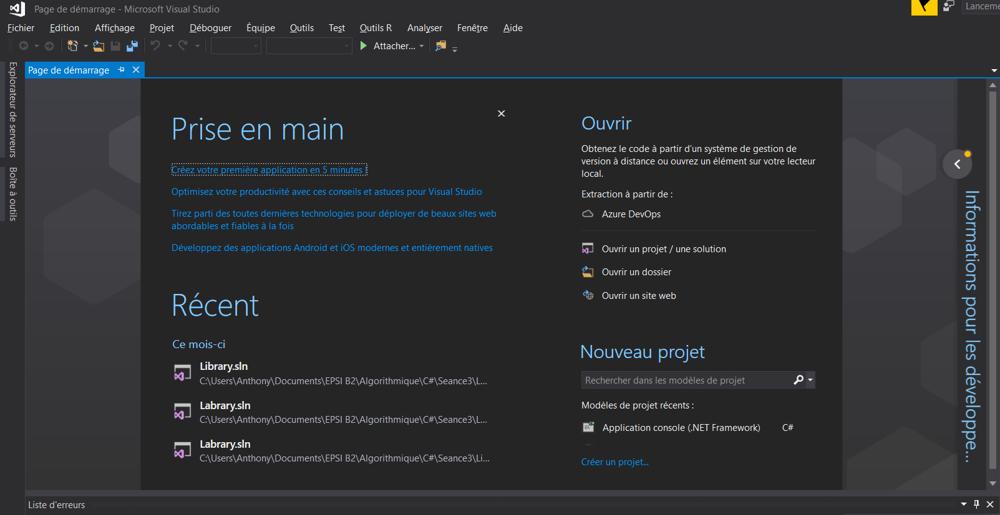 Page de démarrage - Microsoft Visual Studio
Lanceme
Fichier Edition Affichage Projet Déboguer Équipe Outils Test Outils R Analyser Fenêtre Aide
Attacher...
Explorateur de serveurs
Boîte à outils
Page de démarrage
Prise en main
Créez votre première application en 5 minutes !
Optimisez votre productivité avec ces conseils et astuces pour Visual Studio
Tirez parti des toutes dernières technologies pour déployer de beaux sites web
abordables et fiables à la fois
Développez des applications Android et iOS modernes et entièrement natives
Récent
Ce mois-ci
Library.sln
C:\Users\Anthony\Documents\EPSI B2\Algorithmique\C#\Seance3\L...
Labrary.sln
C:\Users\Anthony\Documents\EPSI B2\Algorithmique\C#\Seance3\L...
Labrary.sln
C:\Users\Anthony\Documents\EPSI B2\Algorithmique\C#\Seance3\Li...
Ouvrir
Obtenez le code à partir d'un système de gestion de
version à distance ou ouvrez un élément sur votre lecteur
local.
Extraction à partir de :
Azure DevOps
Ouvrir un projet / une solution
Ouvrir un dossier
Ouvrir un site web
Nouveau projet
Rechercher dans les modèles de projet
Modèles de projet récents :
Application console (.NET Framework) C#
Créer un projet...
Informations pour les développe...
Liste d'erreurs